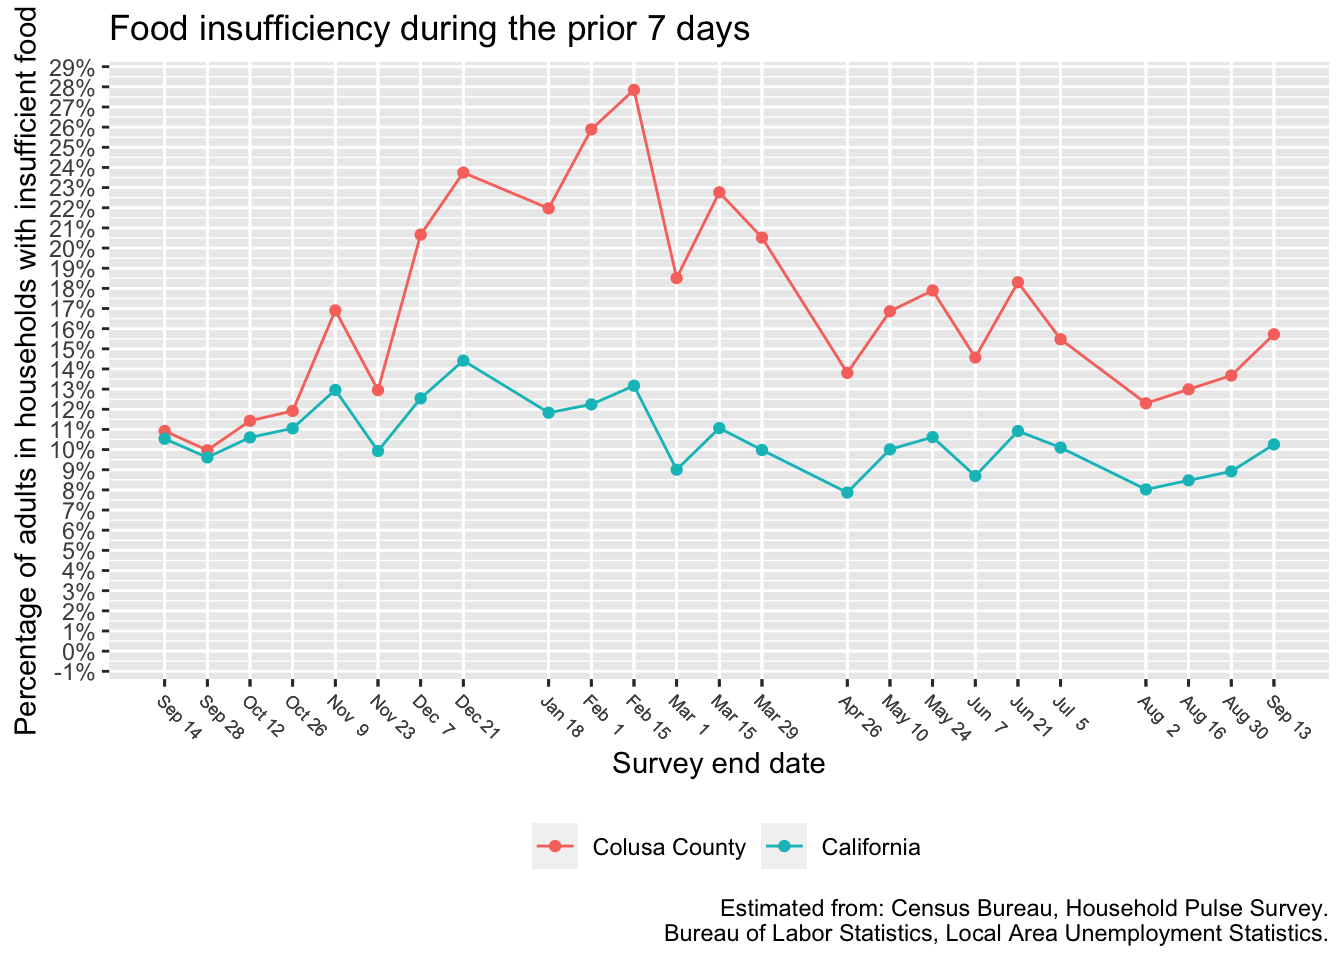 Food insufficiency during the prior 7 days
Percentage of adults in households with insufficient food
29%
28%
27%
26%
25%
24%
23%
22%
21%
20%
19%
18%
17%
16%
15%
14%
13%
12%
11%
10%
9%
8%
7%
6%
5%
4%
3%
2%
1%
0%
-1%
Sep 14
Sep 28
Oct 12
Oct 26
Nov 9
Nov 23
Dec 7
Dec 21
Jan 18
Feb 1
Feb 15
Mar 1
Mar 15
Mar 29
Apr 26
May 10
May 24
Jun 7
Jun 21
Jul 5
Aug 2
Aug 16
Aug 30
Sep 13
Survey end date
Colusa County
California
Estimated from: Census Bureau, Household Pulse Survey.
Bureau of Labor Statistics, Local Area Unemployment Statistics.